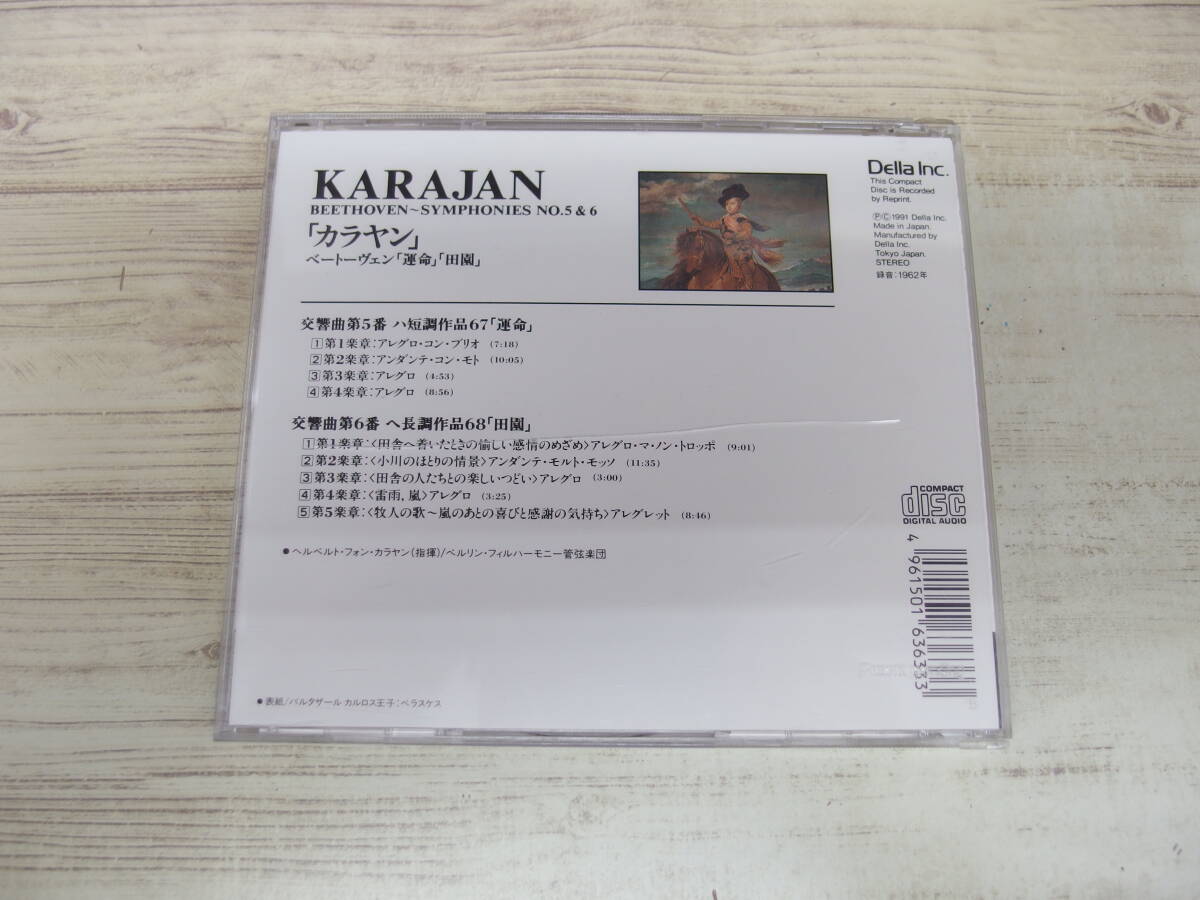 KARAJAN
BEETHOVEN~SYMPHONIES NO.5 & 6
「カラヤン」
ベートーヴェン「運命」「田園」
Della Inc.
This Compact
Disc is Recorded
by Reprint.
ⓅⒸ1991 Della Inc.
Made in Japan.
Manufactured by
Della Inc.
Tokyo Japan.
STEREO
録音:1962年
交響曲第5番 ハ短調作品67「運命」
1 第1楽章:アレグロ・コン・ブリオ (7:18)
2 第2楽章:アンダンテ・コン・モト (10:05)
3 第3楽章:アレグロ (4:53)
4 第4楽章:アレグロ (8:56)
交響曲第6番 ヘ長調作品68「田園」
1 第1楽章:〈田舎へ着いたときの愉しい感情のめざめ〉アレグロ・マ・ノン・トロッポ (9:01)
2 第2楽章:〈小川のほとりの情景〉アンダンテ・モルト・モッソ (11:35)
3 第3楽章:〈田舎の人たちとの楽しいつどい〉アレグロ (3:00)
4 第4楽章:〈雷雨,嵐〉アレグロ (3:25)
5 第5楽章:〈牧人の歌~嵐のあとの喜びと感謝の気持ち〉アレグレット (8:46)
●ヘルベルト・フォン・カラヤン(指揮)/ベルリン・フィルハーモニー管弦楽団
COMPACT
disc
DIGITAL AUDIO
4 961501 636333
●表紙/バルタザール カルロス王子:ベラスケス